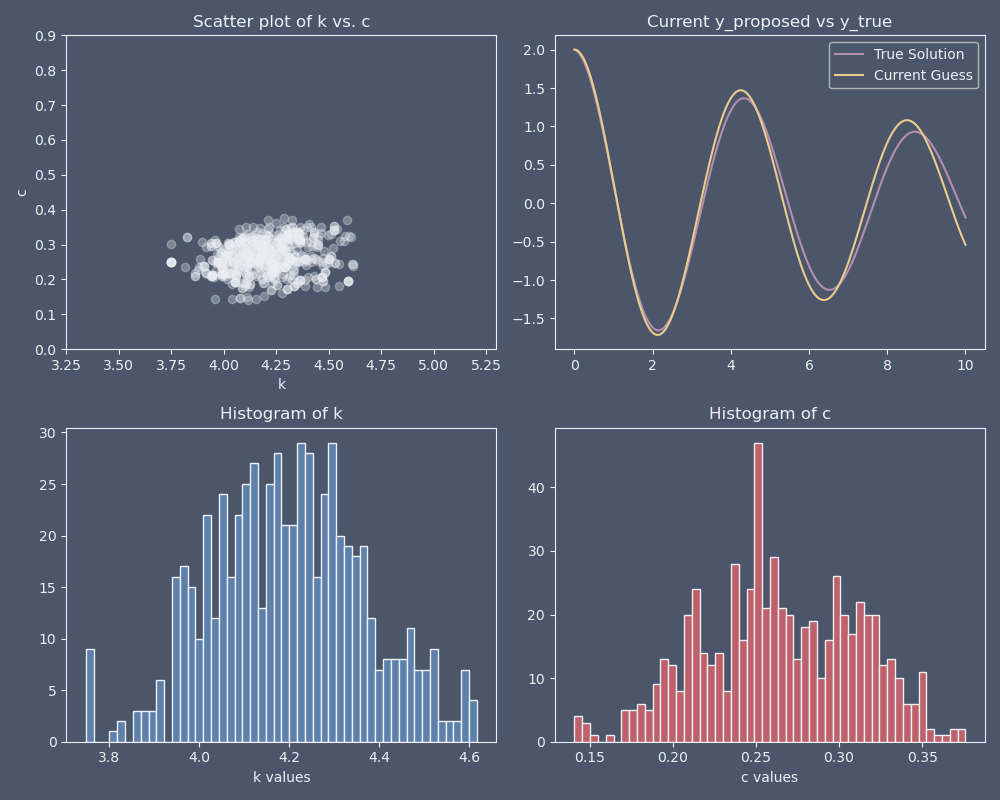 Scatter plot of k vs. c
0.9
0.8
0.7
0.6
0.5
0.4
0.3
0.2
0.1
0.0
c
3.25 3.50 3.75 4.00 4.25 4.50 4.75 5.00 5.25
k
Current y_proposed vs y_true
True Solution
Current Guess
2.0
1.5
1.0
0.5
0.0
−0.5
−1.0
−1.5
0 2 4 6 8 10
Histogram of k
30
25
20
15
10
5
0
3.8 4.0 4.2 4.4 4.6
k values
Histogram of c
40
30
20
10
0
0.15 0.20 0.25 0.30 0.35
c values